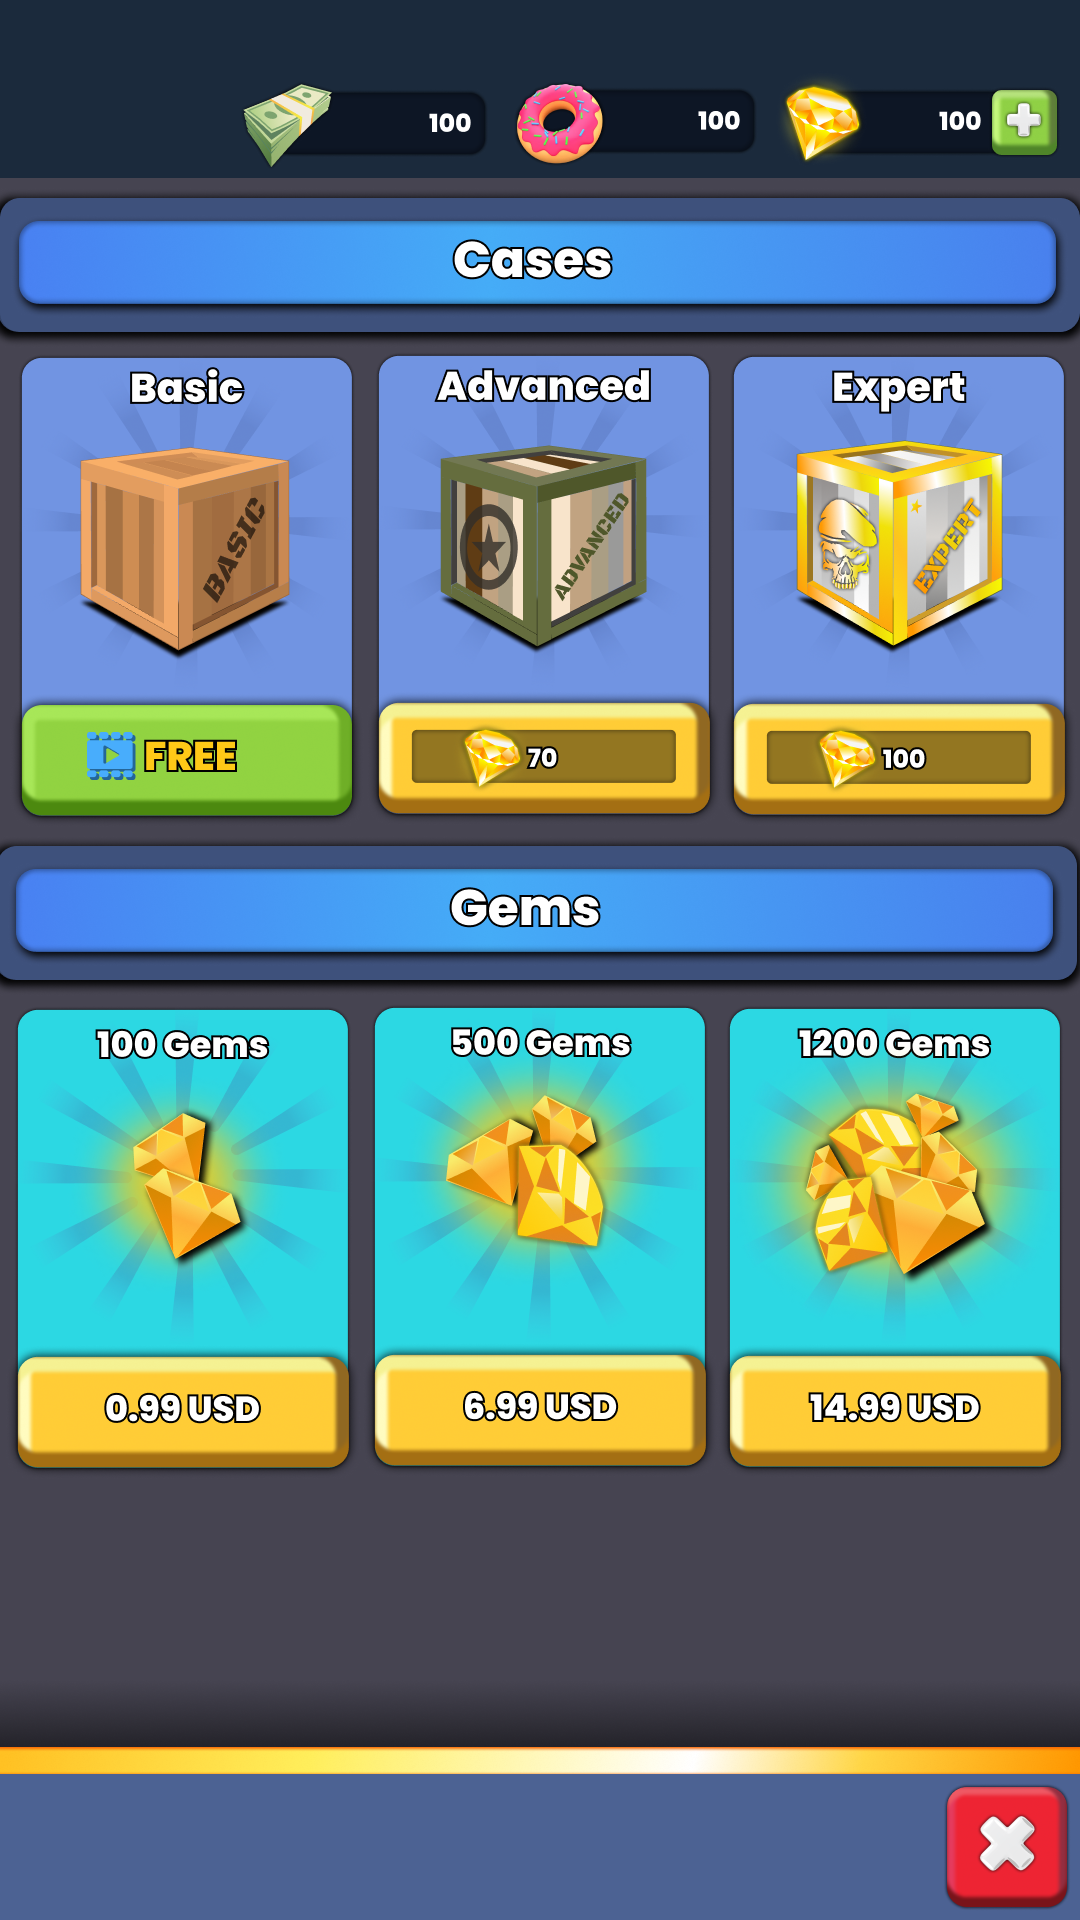 100 100 100
Cases
Basic Advanced Expert
BASIC ADVANCED EXPERT
FREE 70 100
Gems
100 Gems 500 Gems 1200 Gems
0.99 USD 6.99 USD 14.99 USD